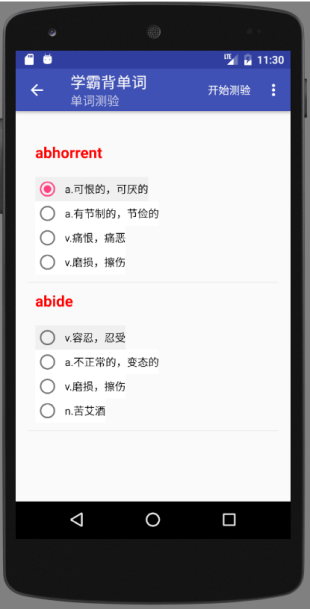 LTE 11:30
学霸背单词
单词测验
开始测验
abhorrent
a.可恨的，可厌的
a.有节制的，节俭的
v.痛恨，痛恶
v.磨损，擦伤
abide
v.容忍，忍受
a.不正常的，变态的
v.磨损，擦伤
n.苦艾酒